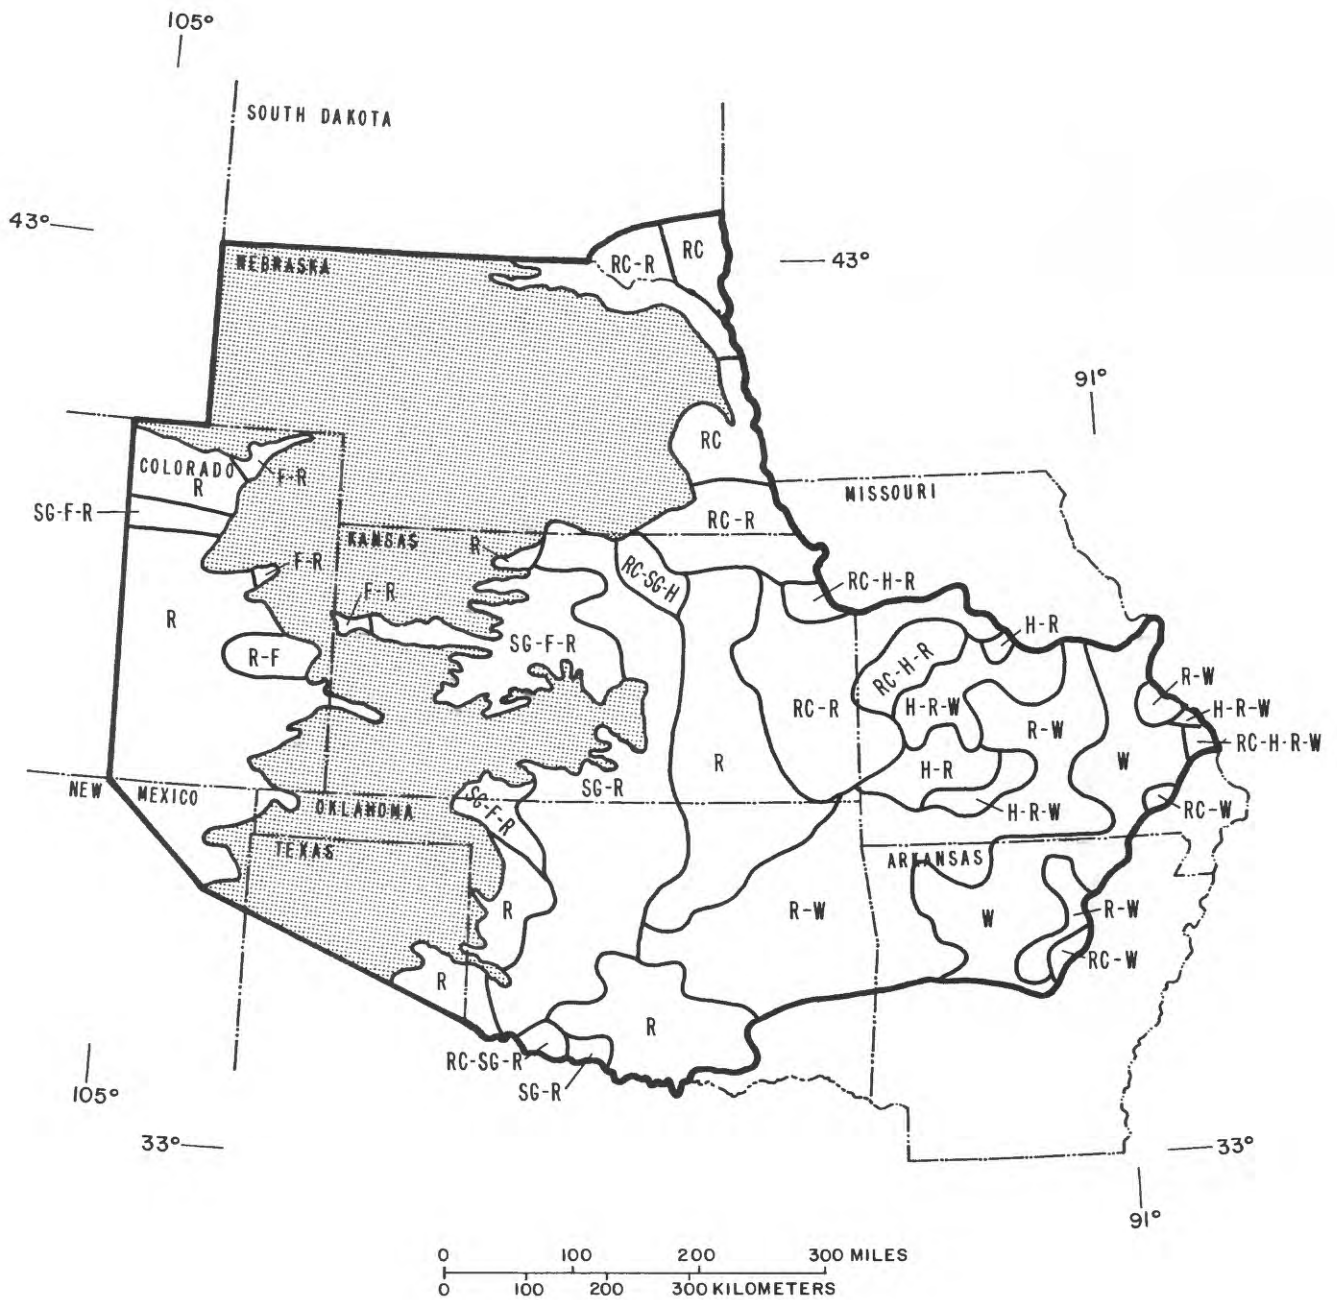 105°
SOUTH DAKOTA
43°
NEBRASKA
RC-R
RC
43°
91°
COLORADO
R
F-R
RC
SG-F-R
MISSOURI
RC-R
KANSAS
R
F-R
F-R
RC-SG-H
RC-H-R
R
H-R
R-F
SG-F-R
RC-H-R
R-W
H-R-W
H-R-W
RC-R
R-W
RC-H-R-W
R
W
H-R
NEW MEXICO
OKLAHOMA
SG-F-R
SG-R
H-R-W
RC-W
TEXAS
ARKANSAS
R
R-W
W
R-W
RC-W
R
R
RC-SG-R
SG-R
105°
33°
33°
91°
0 100 200 300 MILES
0 100 200 300 KILOMETERS